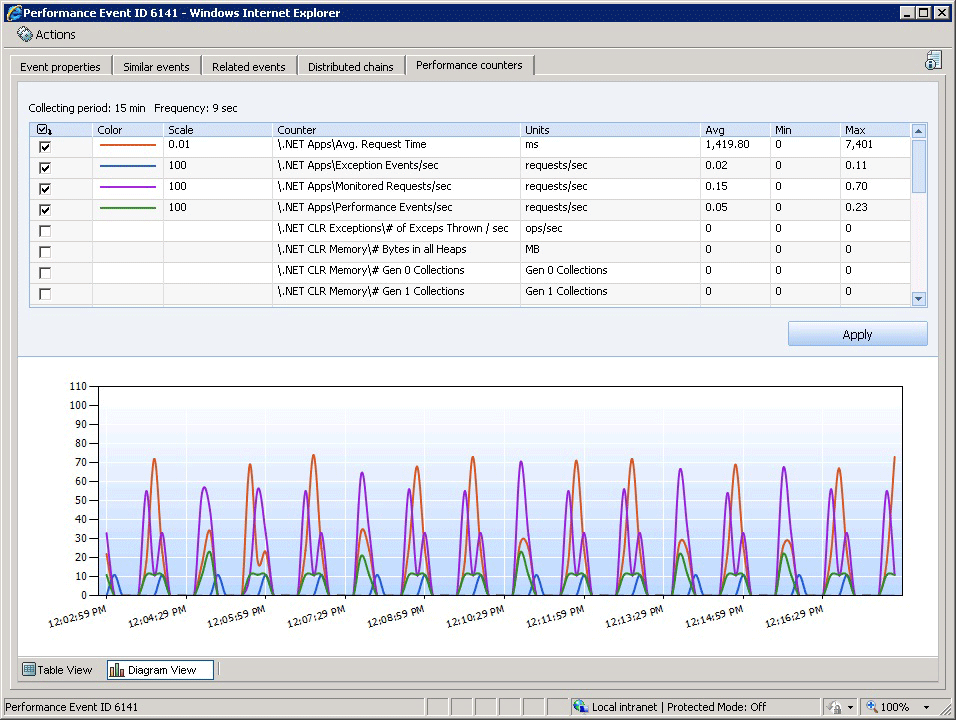 Performance Event ID 6141 - Windows Internet Explorer
Actions
Event properties Similar events Related events Distributed chains Performance counters
Collecting period: 15 min Frequency: 9 sec
Color Scale Counter Units Avg Min Max
0.01 \.NET Apps\Avg. Request Time ms 1,419.80 0 7,401
100 \.NET Apps\Exception Events/sec requests/sec 0.02 0 0.11
100 \.NET Apps\Monitored Requests/sec requests/sec 0.15 0 0.70
100 \.NET Apps\Performance Events/sec requests/sec 0.05 0 0.23
\.NET CLR Exceptions\# of Exceps Thrown / sec ops/sec 0 0 0
\.NET CLR Memory\# Bytes in all Heaps MB 0 0 0
\.NET CLR Memory\# Gen 0 Collections Gen 0 Collections 0 0 0
\.NET CLR Memory\# Gen 1 Collections Gen 1 Collections 0 0 0
Apply
110
100
90
80
70
60
50
40
30
20
10
0
12:02:59 PM 12:04:29 PM 12:05:59 PM 12:07:29 PM 12:08:59 PM 12:10:29 PM 12:11:59 PM 12:13:29 PM 12:14:59 PM 12:16:29 PM
Table View Diagram View
Performance Event ID 6141 Local intranet | Protected Mode: Off 100%